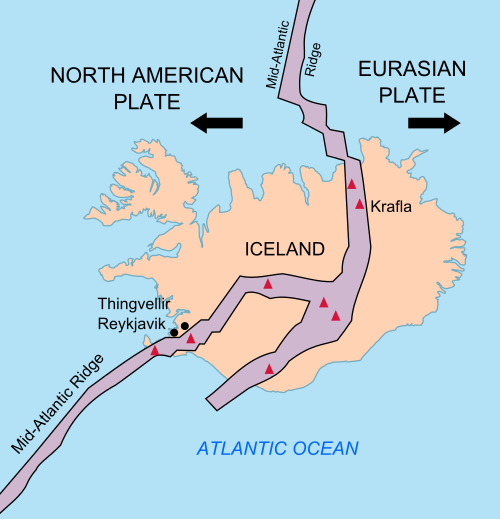 Mid-Atlantic
Ridge
NORTH AMERICAN
PLATE
EURASIAN
PLATE
Krafla
ICELAND
Thingvellir
Reykjavik
Mid-Atlantic Ridge
ATLANTIC OCEAN